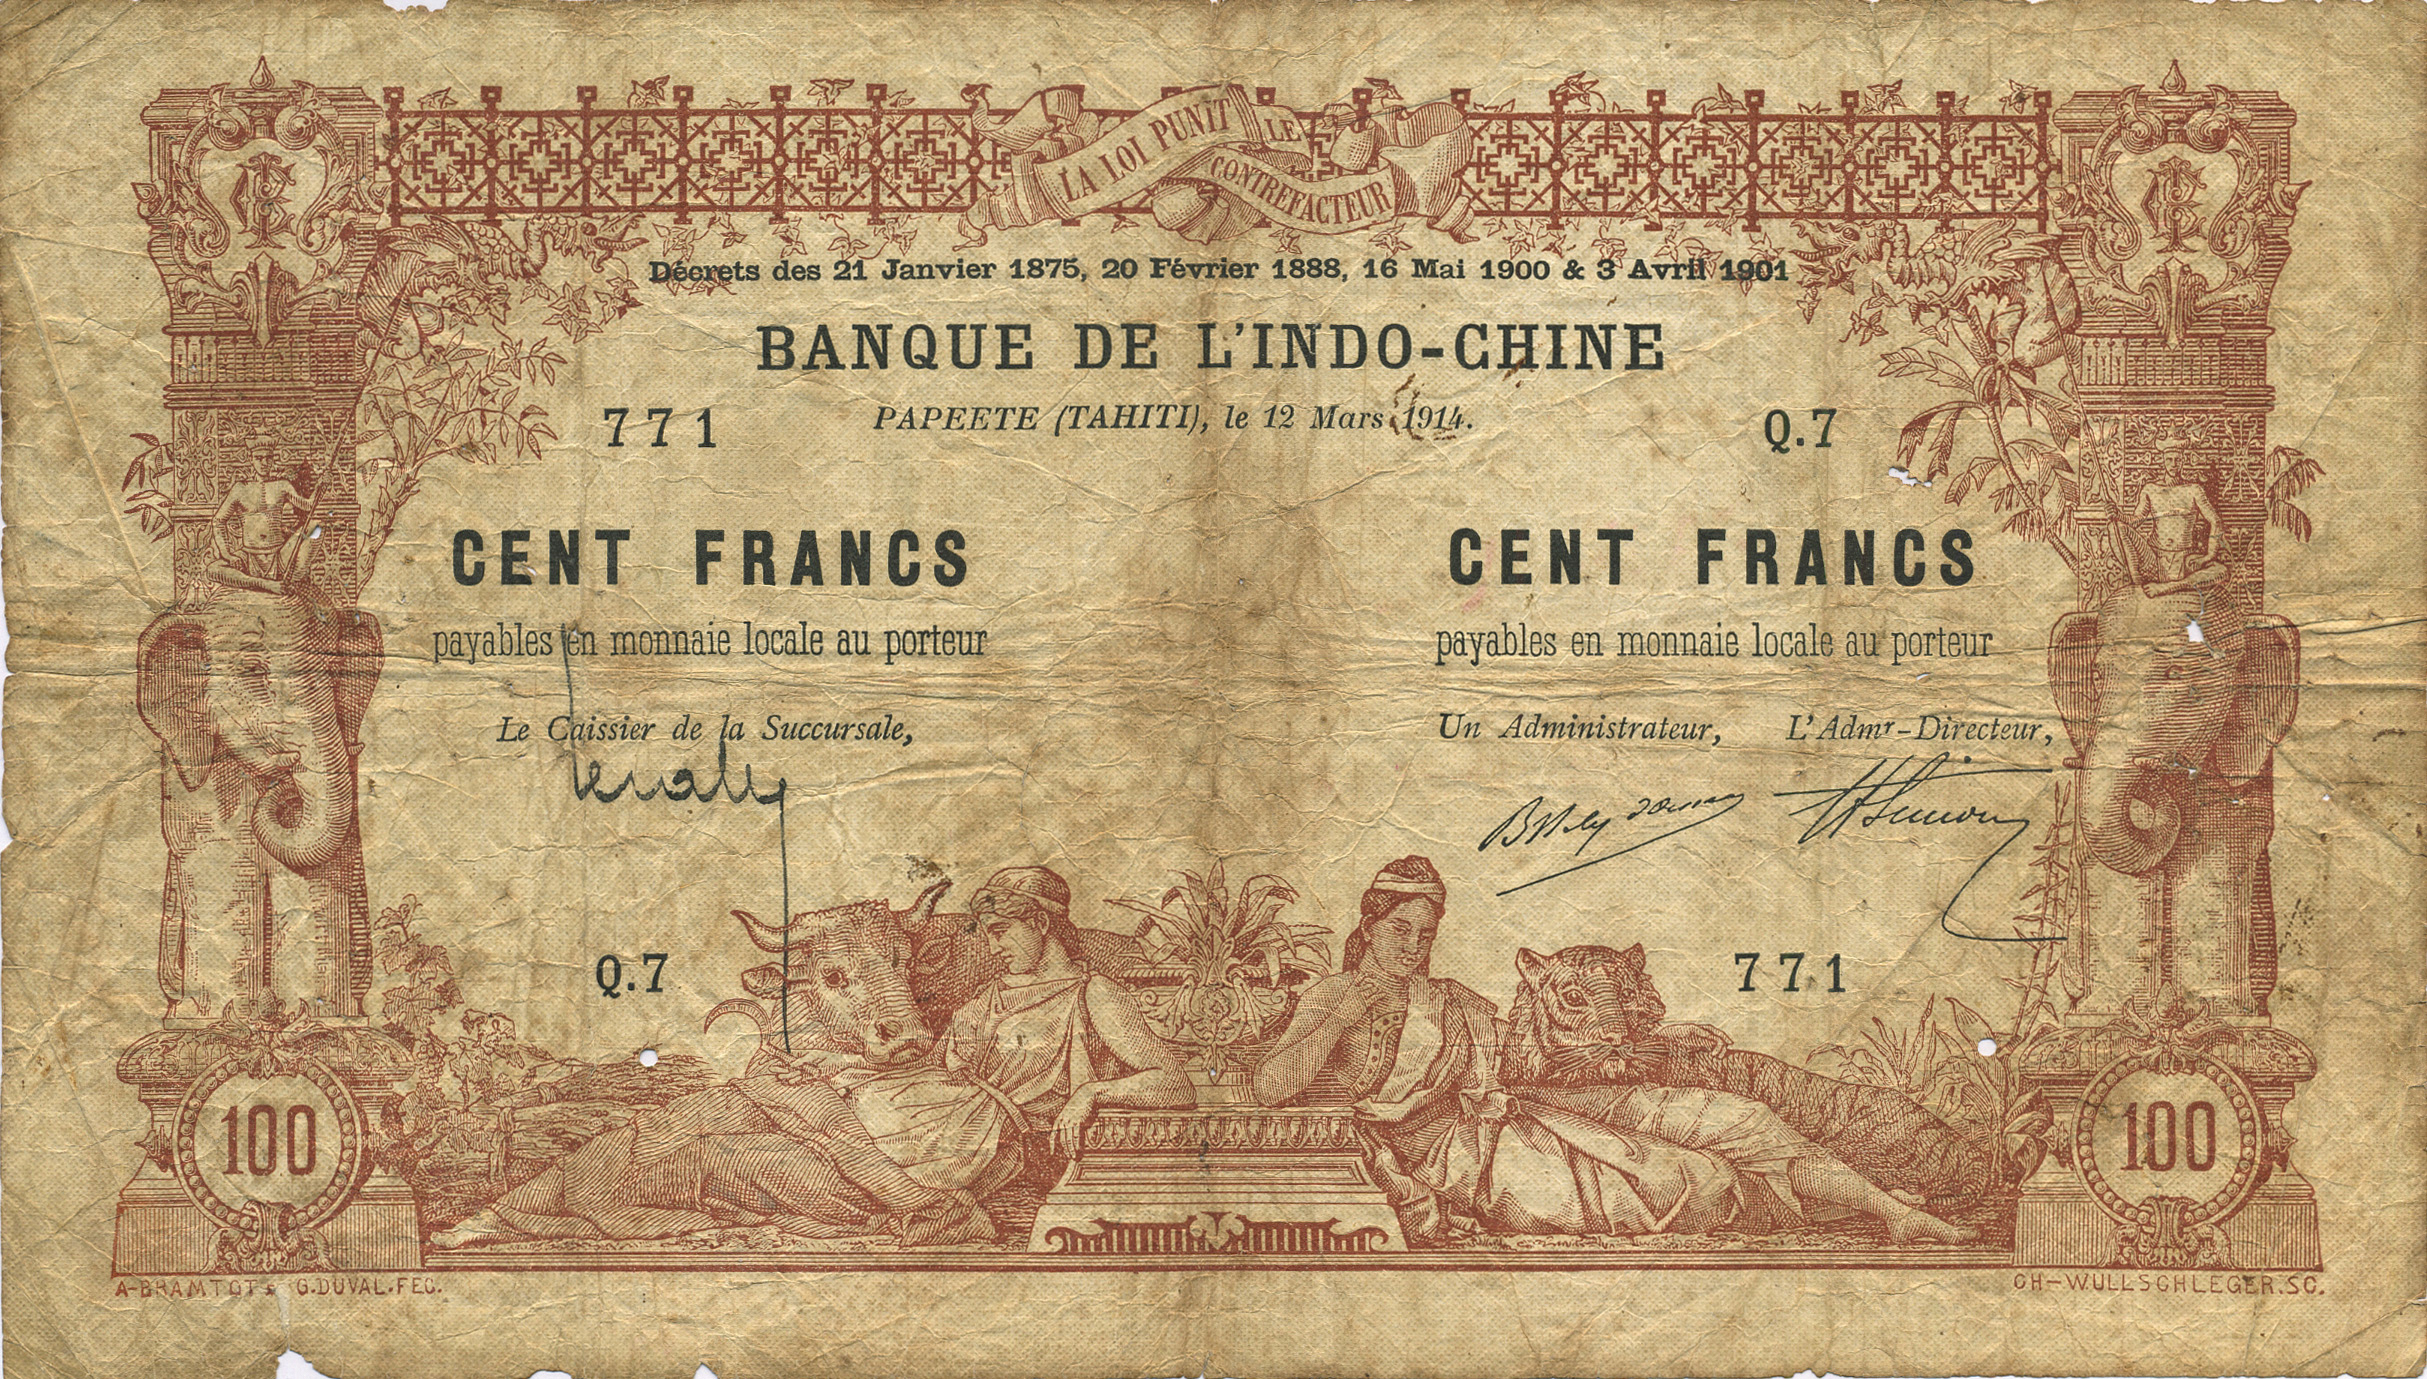 LA LOI PUNIT LE
CONTREFACTEUR
Décrets des 21 Janvier 1875, 20 Février 1888, 16 Mai 1900 & 3 Avril 1901
BANQUE DE L'INDO-CHINE
771 PAPEETE (TAHITI), le 12 Mars 1914. Q.7
CENT FRANCS CENT FRANCS
payables en monnaie locale au porteur payables en monnaie locale au porteur
Le Caissier de la Succursale, Un Administrateur, L'Admr-Directeur,
Q.7 771
100 100
A-BRAMTOT & G.DUVAL.FEC. CH-WULLSCHLEGER.SC.